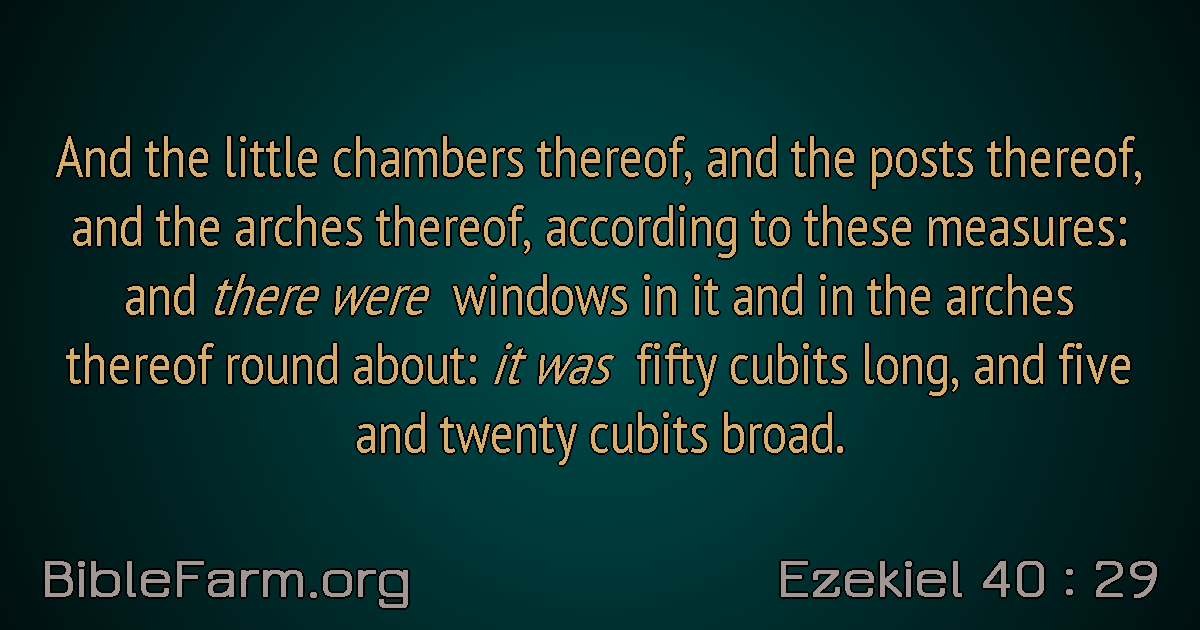 And the little chambers thereof, and the posts thereof,
and the arches thereof, according to these measures:
and there were windows in it and in the arches
thereof round about: it was fifty cubits long, and five
and twenty cubits broad.
BibleFarm.org
Ezekiel 40 : 29